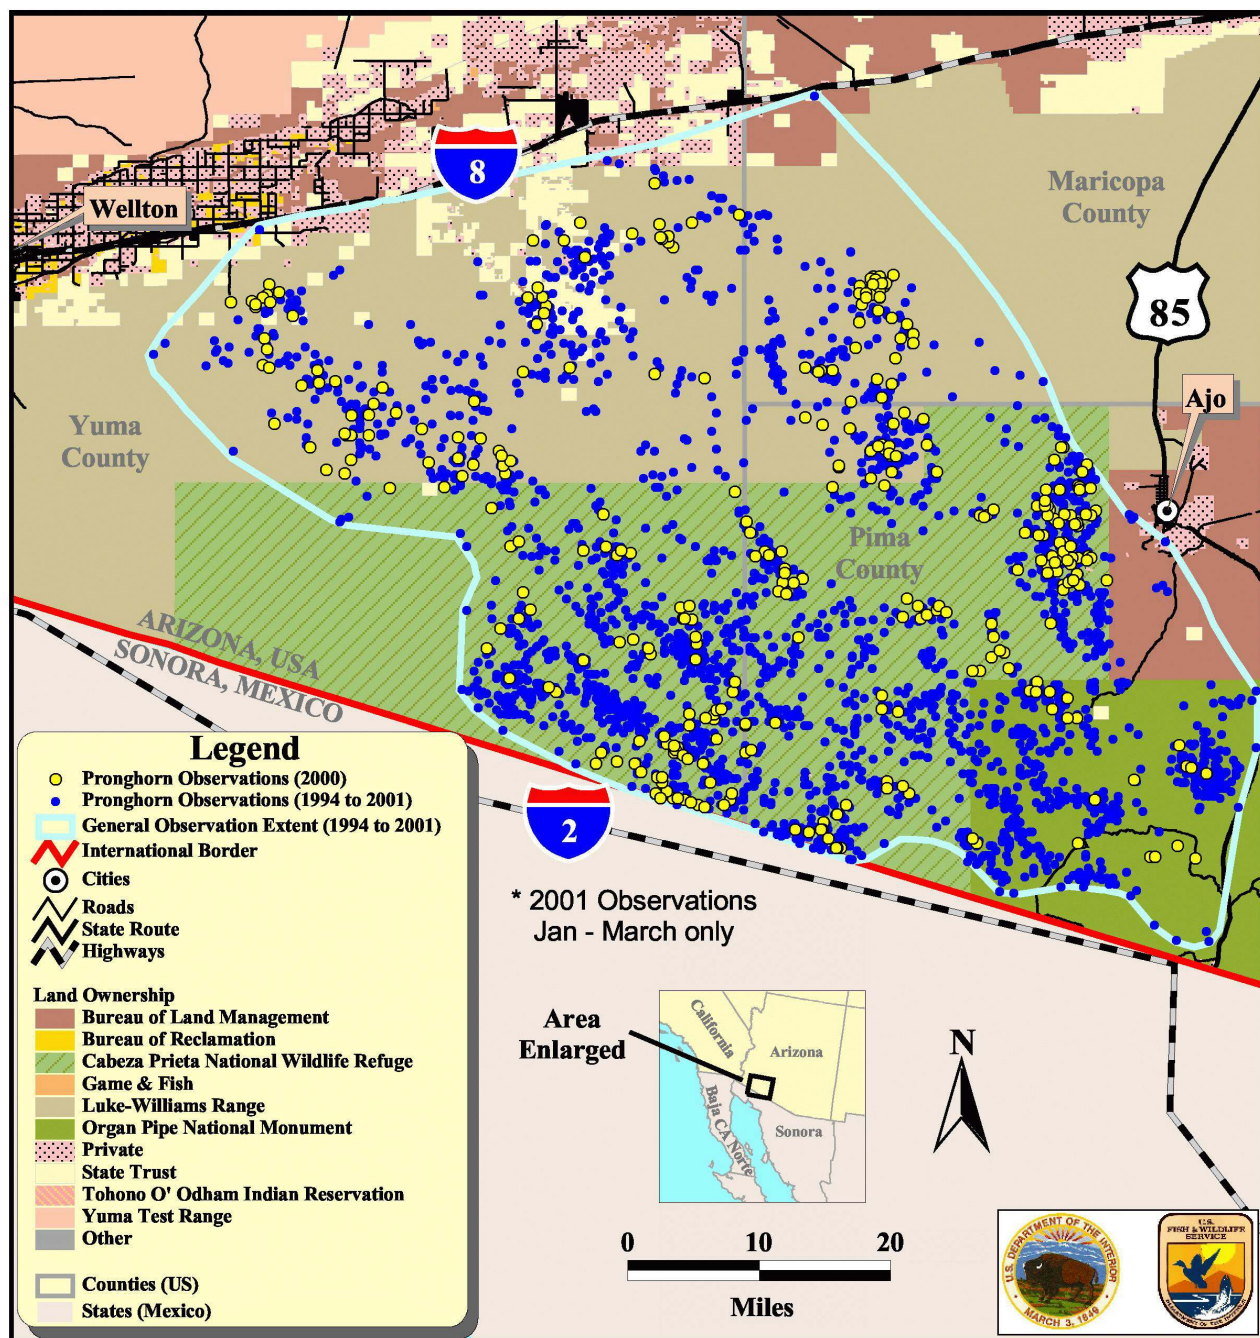 8
Maricopa
County
Wellton
85
Ajo
Yuma
County
Pima
County
ARIZONA, USA
SONORA, MEXICO
Legend
Pronghorn Observations (2000)
Pronghorn Observations (1994 to 2001)
General Observation Extent (1994 to 2001)
International Border
Cities
Roads
State Route
Highways
Land Ownership
Bureau of Land Management
Bureau of Reclamation
Cabeza Prieta National Wildlife Refuge
Game & Fish
Luke-Williams Range
Organ Pipe National Monument
Private
State Trust
Tohono O' Odham Indian Reservation
Yuma Test Range
Other
Counties (US)
States (Mexico)
2
* 2001 Observations
Jan - March only
Area
Enlarged
California
Arizona
Baja CA Norte
Sonora
N
0 10 20
Miles
U.S. DEPARTMENT OF THE INTERIOR
MARCH 3, 1849
U.S.
FISH & WILDLIFE
SERVICE
DEPARTMENT OF THE INTERIOR